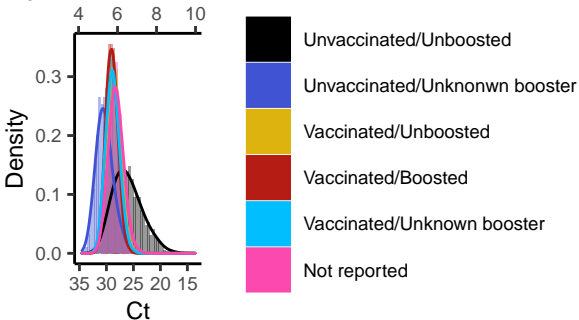 4 6 8 10
Density
0.3
0.2
0.1
0.0
35 30 25 20 15
Ct
Unvaccinated/Unboosted
Unvaccinated/Unknonwn booster
Vaccinated/Unboosted
Vaccinated/Boosted
Vaccinated/Unknown booster
Not reported